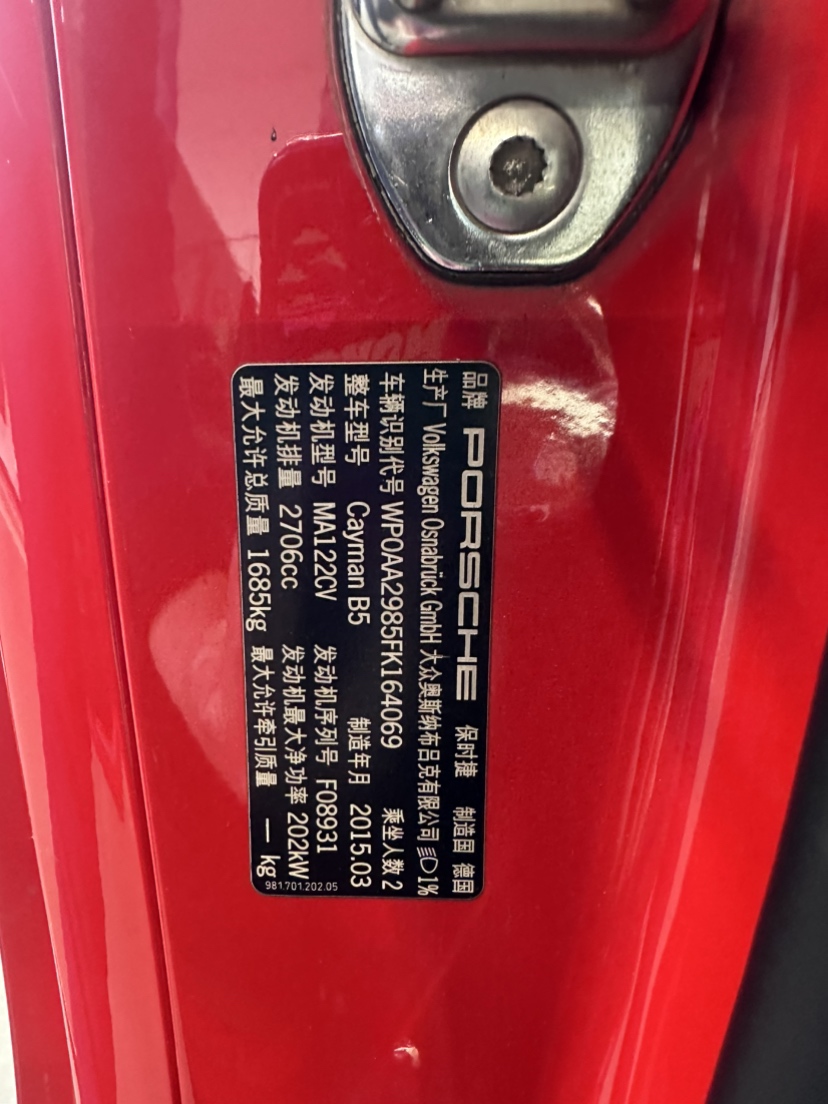 品牌 PORSCHE 保时捷 制造国 德国
生产厂 Volkswagen Osnabrück GmbH 大众奥斯纳布吕克有限公司 1%
车辆识别代号 WP0AA2985FK164069 乘坐人数 2
整车型号 Cayman B5 制造年月 2015.03
发动机型号 MA122CV 发动机序列号 F08931
发动机排量 2706cc 发动机最大净功率 202kW
最大允许总质量 1685kg 最大允许牵引质量 — kg
981.701.202.05